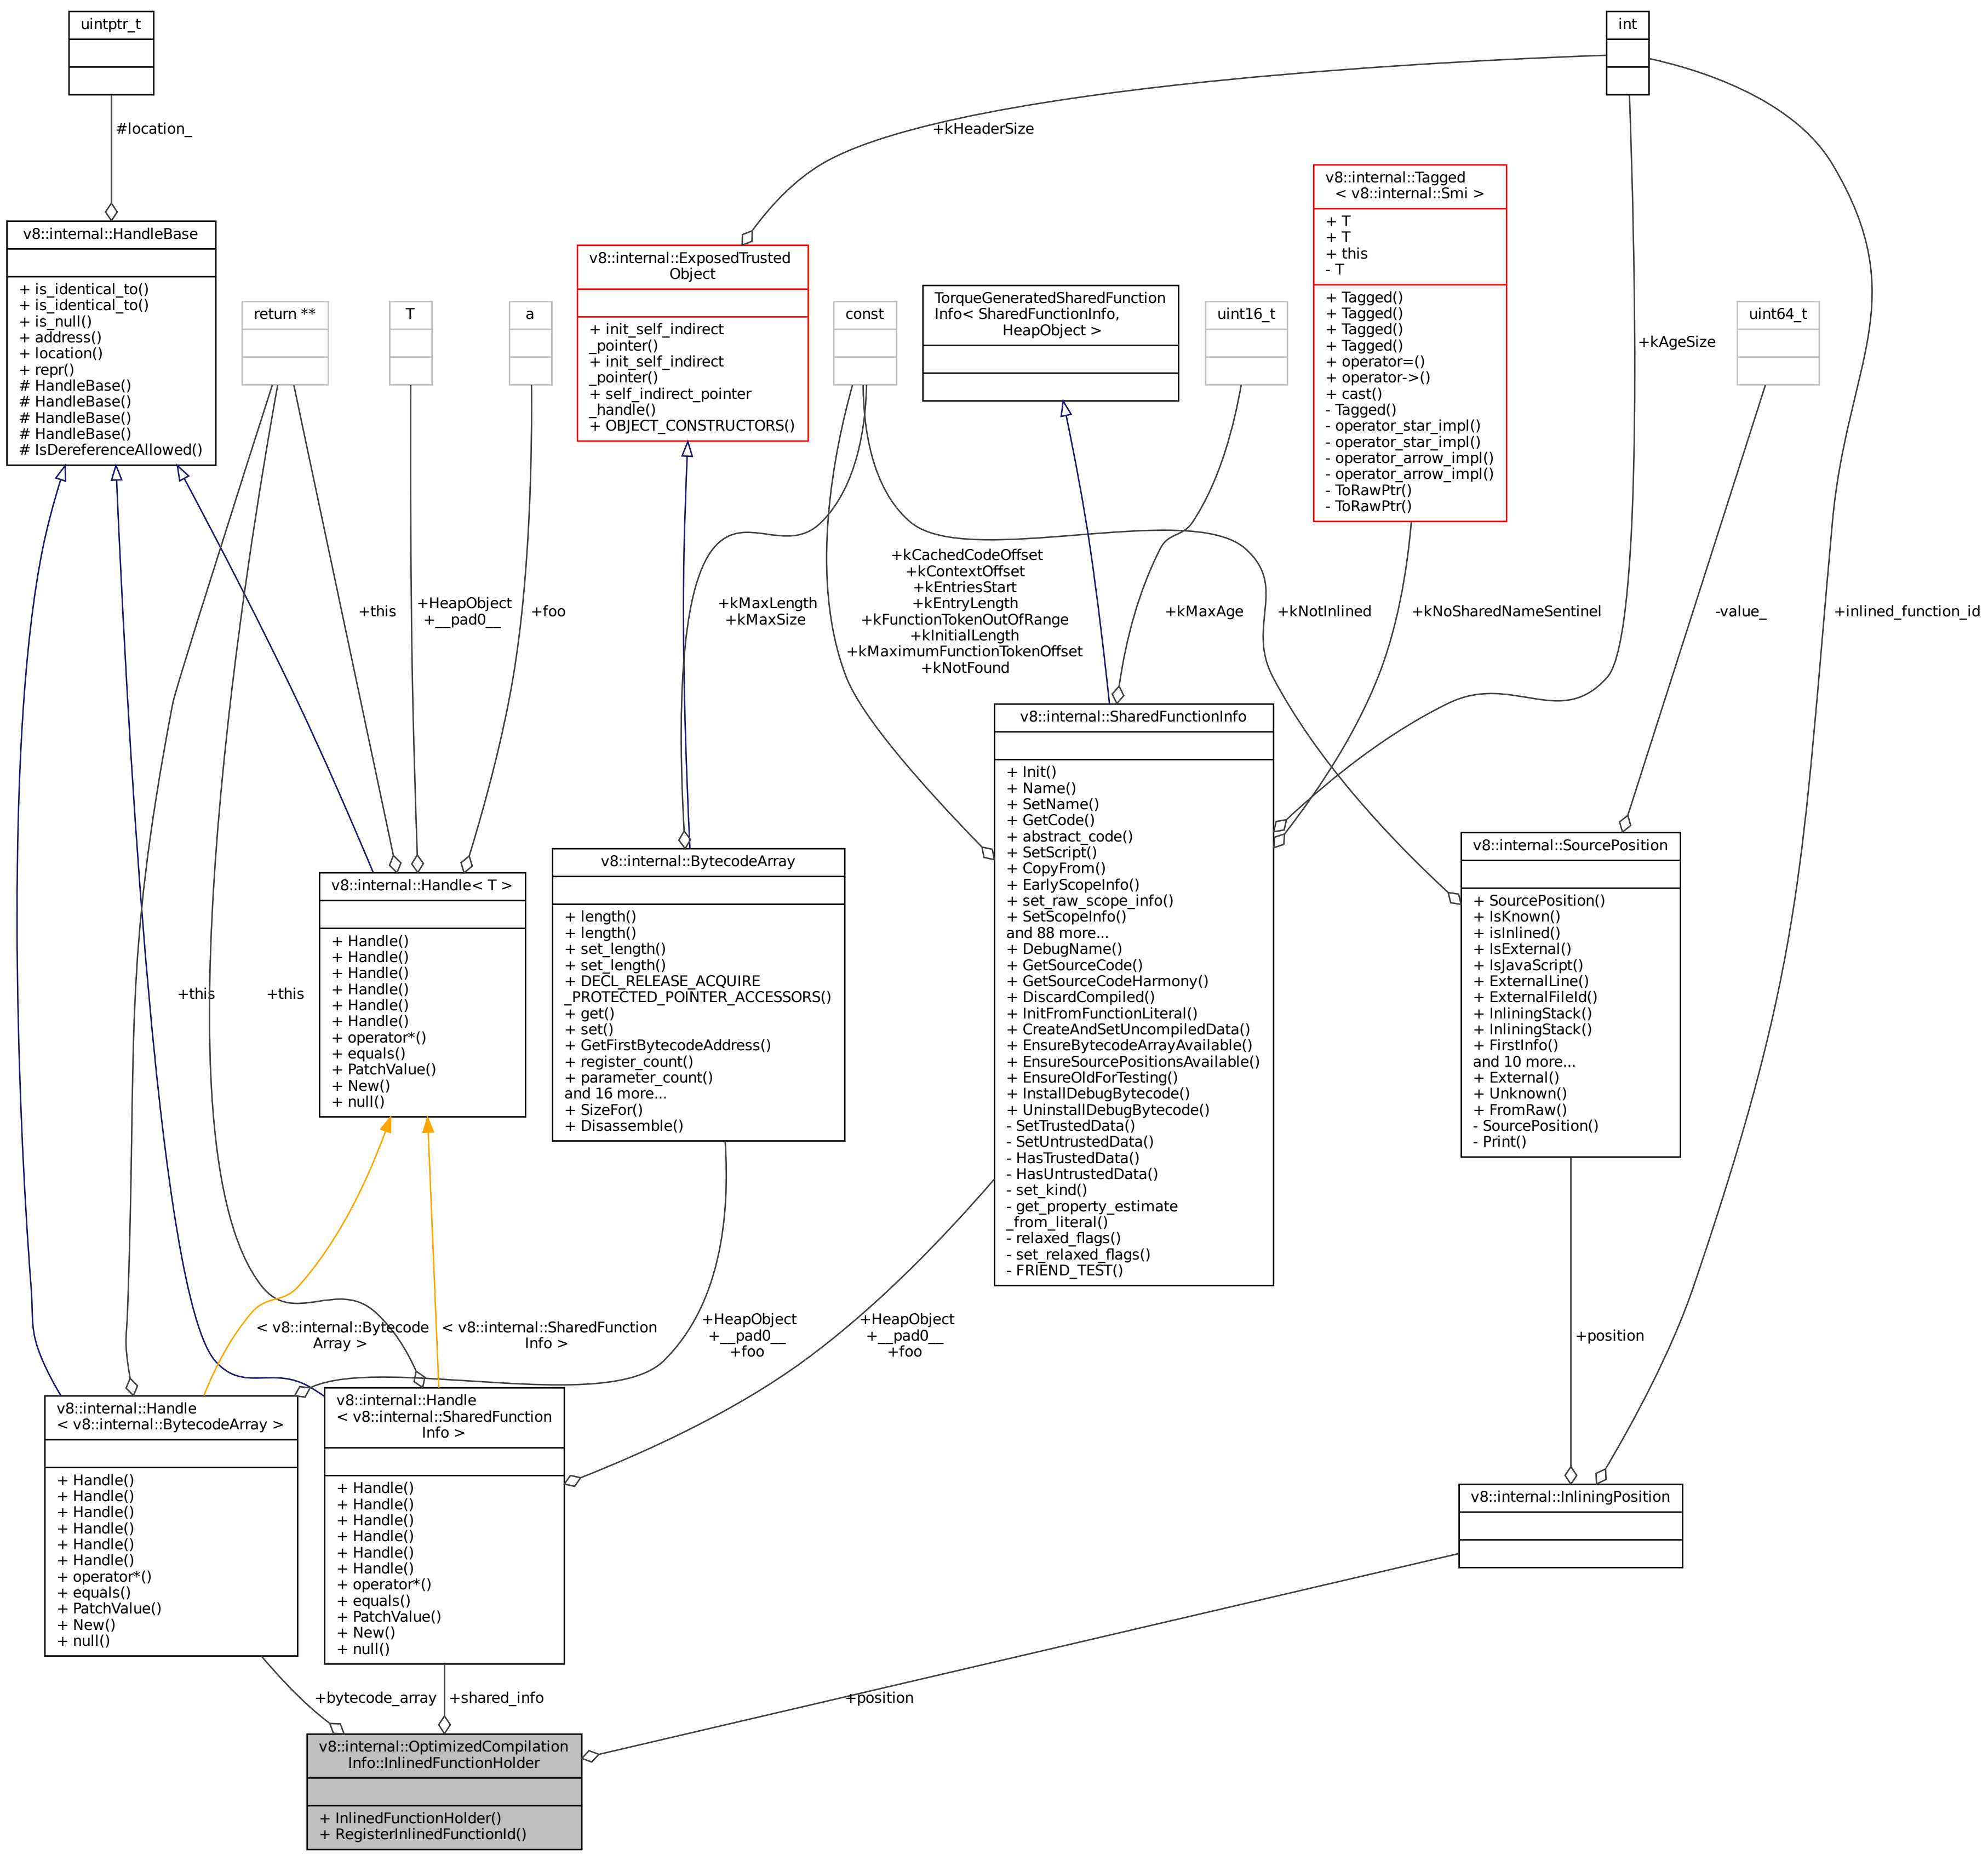 uintptr_t
int
#location_
+kHeaderSize
v8::internal::Tagged
< v8::internal::Smi >
+ T
+ T
+ this
- T
+ Tagged()
+ Tagged()
+ Tagged()
+ Tagged()
+ operator=()
+ operator->()
+ cast()
- Tagged()
- operator_star_impl()
- operator_star_impl()
- operator_arrow_impl()
- operator_arrow_impl()
- ToRawPtr()
- ToRawPtr()
v8::internal::HandleBase
+ is_identical_to()
+ is_identical_to()
+ is_null()
+ address()
+ location()
+ repr()
# HandleBase()
# HandleBase()
# HandleBase()
# HandleBase()
# IsDereferenceAllowed()
return **
T
a
v8::internal::ExposedTrusted
Object
+ init_self_indirect
_pointer()
+ init_self_indirect
_pointer()
+ self_indirect_pointer
_handle()
+ OBJECT_CONSTRUCTORS()
const
TorqueGeneratedSharedFunction
Info< SharedFunctionInfo,
HeapObject >
uint16_t
uint64_t
+kAgeSize
+this
+HeapObject
+__pad0__
+foo
+kMaxLength
+kMaxSize
+kCachedCodeOffset
+kContextOffset
+kEntriesStart
+kEntryLength
+kFunctionTokenOutOfRange
+kInitialLength
+kMaximumFunctionTokenOffset
+kNotFound
+kMaxAge
+kNotInlined
+kNoSharedNameSentinel
-value_
+inlined_function_id
v8::internal::SharedFunctionInfo
+ Init()
+ Name()
+ SetName()
+ GetCode()
+ abstract_code()
+ SetScript()
+ CopyFrom()
+ EarlyScopeInfo()
+ set_raw_scope_info()
+ SetScopeInfo()
and 88 more...
+ DebugName()
+ GetSourceCode()
+ GetSourceCodeHarmony()
+ DiscardCompiled()
+ InitFromFunctionLiteral()
+ CreateAndSetUncompiledData()
+ EnsureBytecodeArrayAvailable()
+ EnsureSourcePositionsAvailable()
+ EnsureOldForTesting()
+ InstallDebugBytecode()
+ UninstallDebugBytecode()
- SetTrustedData()
- SetUntrustedData()
- HasTrustedData()
- HasUntrustedData()
- set_kind()
- get_property_estimate
_from_literal()
- relaxed_flags()
- set_relaxed_flags()
- FRIEND_TEST()
v8::internal::SourcePosition
+ SourcePosition()
+ IsKnown()
+ isInlined()
+ IsExternal()
+ IsJavaScript()
+ ExternalLine()
+ ExternalFileId()
+ InliningStack()
+ InliningStack()
+ FirstInfo()
and 10 more...
+ External()
+ Unknown()
+ FromRaw()
- SourcePosition()
- Print()
v8::internal::BytecodeArray
+ length()
+ length()
+ set_length()
+ set_length()
+ DECL_RELEASE_ACQUIRE
_PROTECTED_POINTER_ACCESSORS()
+ get()
+ set()
+ GetFirstBytecodeAddress()
+ register_count()
+ parameter_count()
and 16 more...
+ SizeFor()
+ Disassemble()
v8::internal::Handle< T >
+ Handle()
+ Handle()
+ Handle()
+ Handle()
+ Handle()
+ Handle()
+ operator*()
+ equals()
+ PatchValue()
+ New()
+ null()
+this
+this
< v8::internal::Bytecode
Array >
< v8::internal::SharedFunction
Info >
+HeapObject
+__pad0__
+foo
+HeapObject
+__pad0__
+foo
+position
v8::internal::Handle
< v8::internal::BytecodeArray >
+ Handle()
+ Handle()
+ Handle()
+ Handle()
+ Handle()
+ Handle()
+ operator*()
+ equals()
+ PatchValue()
+ New()
+ null()
v8::internal::Handle
< v8::internal::SharedFunction
Info >
+ Handle()
+ Handle()
+ Handle()
+ Handle()
+ Handle()
+ Handle()
+ operator*()
+ equals()
+ PatchValue()
+ New()
+ null()
v8::internal::InliningPosition
+bytecode_array
+shared_info
+position
v8::internal::OptimizedCompilation
Info::InlinedFunctionHolder
+ InlinedFunctionHolder()
+ RegisterInlinedFunctionId()